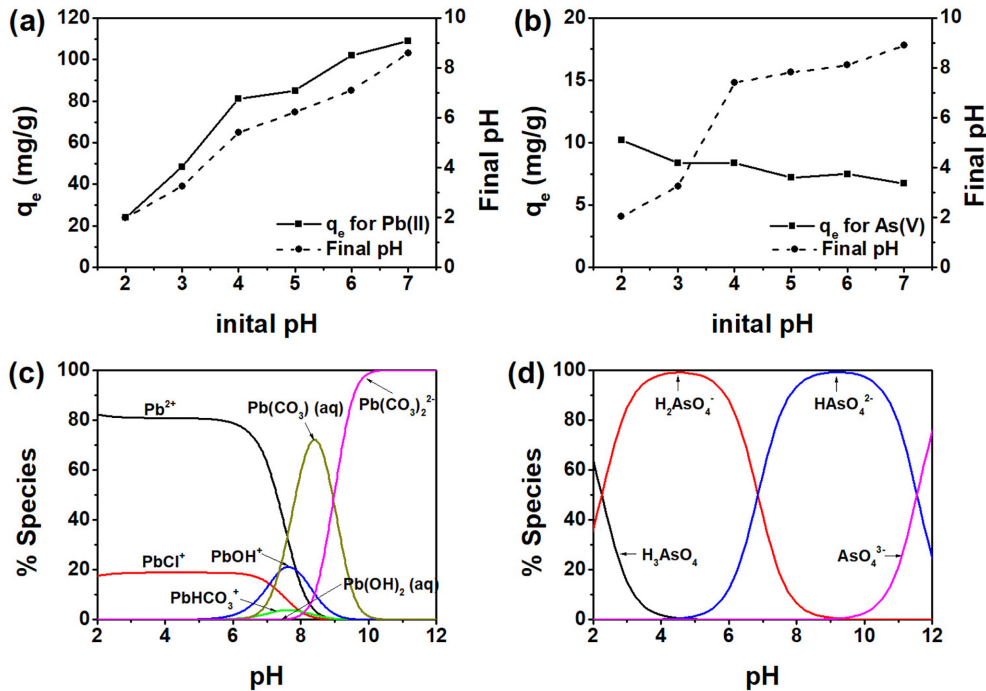 (a)
120
100
80
60
40
20
0
qₑ (mg/g)
10
8
6
4
2
0
Final pH
qₑ for Pb(II)
Final pH
2 3 4 5 6 7
inital pH
(b)
20
15
10
5
0
qₑ (mg/g)
10
8
6
4
2
0
Final pH
qₑ for As(V)
Final pH
2 3 4 5 6 7
inital pH
(c)
100
80
60
40
20
0
% Species
Pb²⁺
Pb(CO₃) (aq)
Pb(CO₃)₂²⁻
PbCl⁺
PbOH⁺
PbHCO₃⁺
Pb(OH)₂ (aq)
2 4 6 8 10 12
pH
(d)
100
80
60
40
20
0
% Species
H₂AsO₄⁻
HAsO₄²⁻
H₃AsO₄
AsO₄³⁻
2 4 6 8 10 12
pH